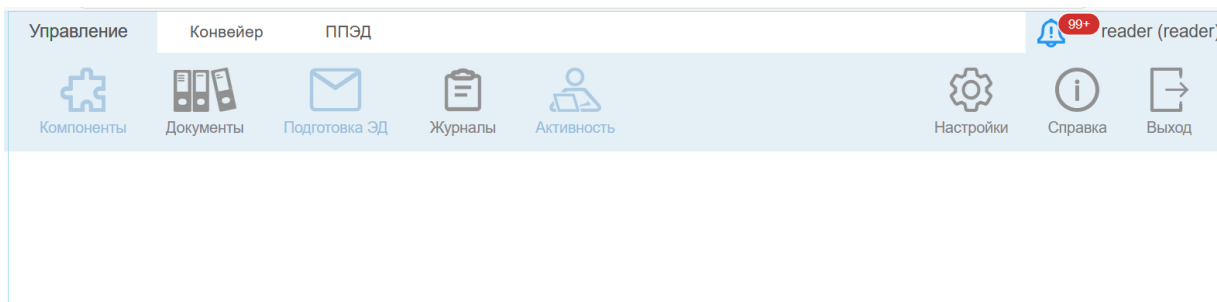 Управление Конвейер ППЭД 99+ reader (reader)
Компоненты Документы Подготовка ЭД Журналы Активность Настройки Справка Выход